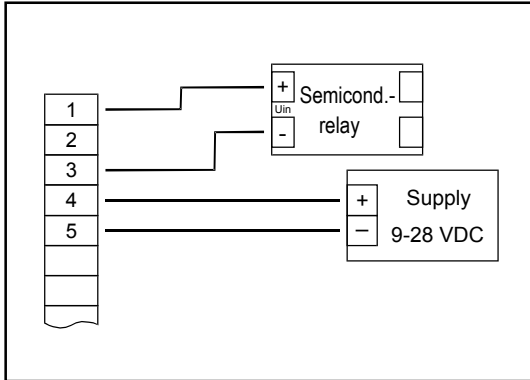 1
2
3
4
5
+
Uin
-
Semicond.-
relay
+
–
Supply
9-28 VDC